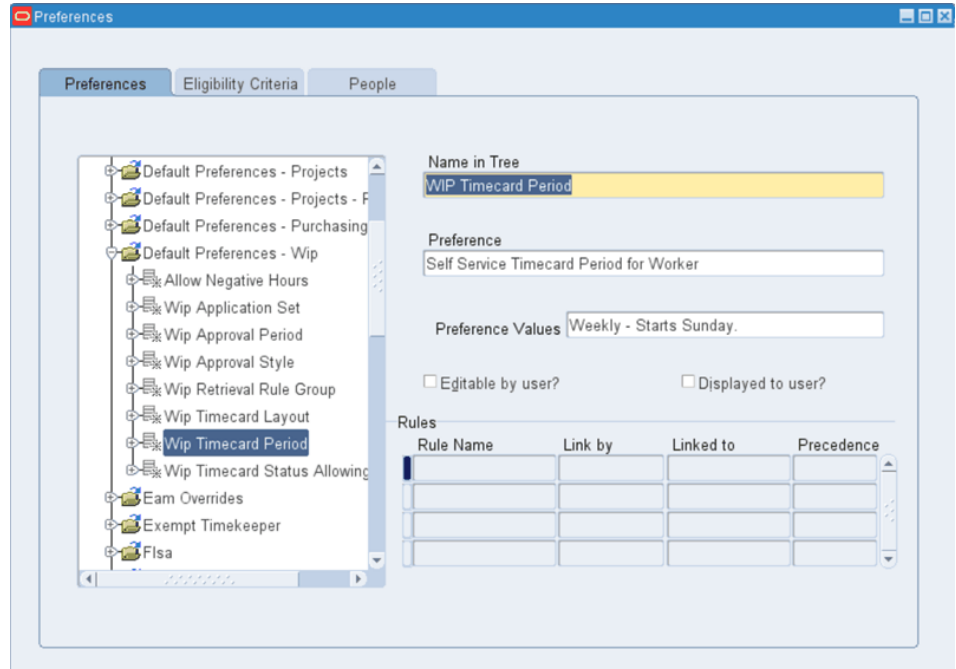 Preferences
Preferences
Eligibility Criteria
People
Default Preferences - Projects
Default Preferences - Projects - F
Default Preferences - Purchasing
Default Preferences - Wip
Allow Negative Hours
Wip Application Set
Wip Approval Period
Wip Approval Style
Wip Retrieval Rule Group
Wip Timecard Layout
Wip Timecard Period
Wip Timecard Status Allowing
Eam Overrides
Exempt Timekeeper
Flsa
Name in Tree
WIP Timecard Period
Preference
Self Service Timecard Period for Worker
Preference Values
Weekly - Starts Sunday.
Editable by user?
Displayed to user?
Rules
Rule Name
Link by
Linked to
Precedence